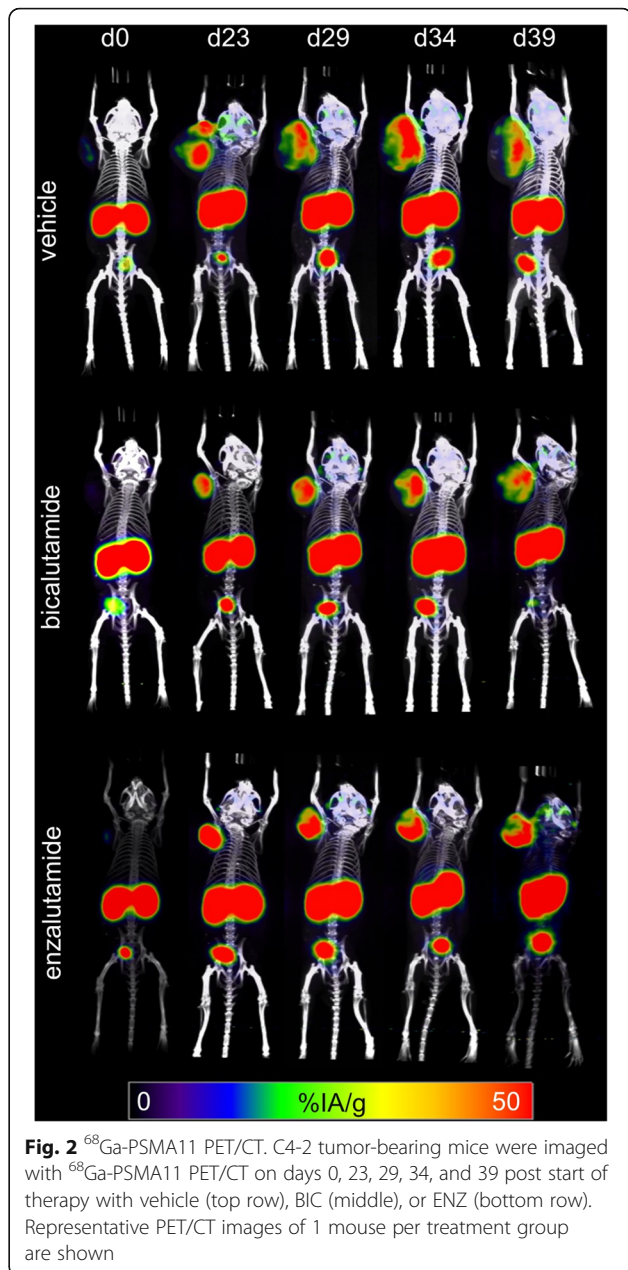 d0 d23 d29 d34 d39
vehicle
bicalutamide
enzalutamide
0 %IA/g 50
Fig. 2 ⁶⁸Ga-PSMA11 PET/CT. C4-2 tumor-bearing mice were imaged
with ⁶⁸Ga-PSMA11 PET/CT on days 0, 23, 29, 34, and 39 post start of
therapy with vehicle (top row), BIC (middle), or ENZ (bottom row).
Representative PET/CT images of 1 mouse per treatment group
are shown